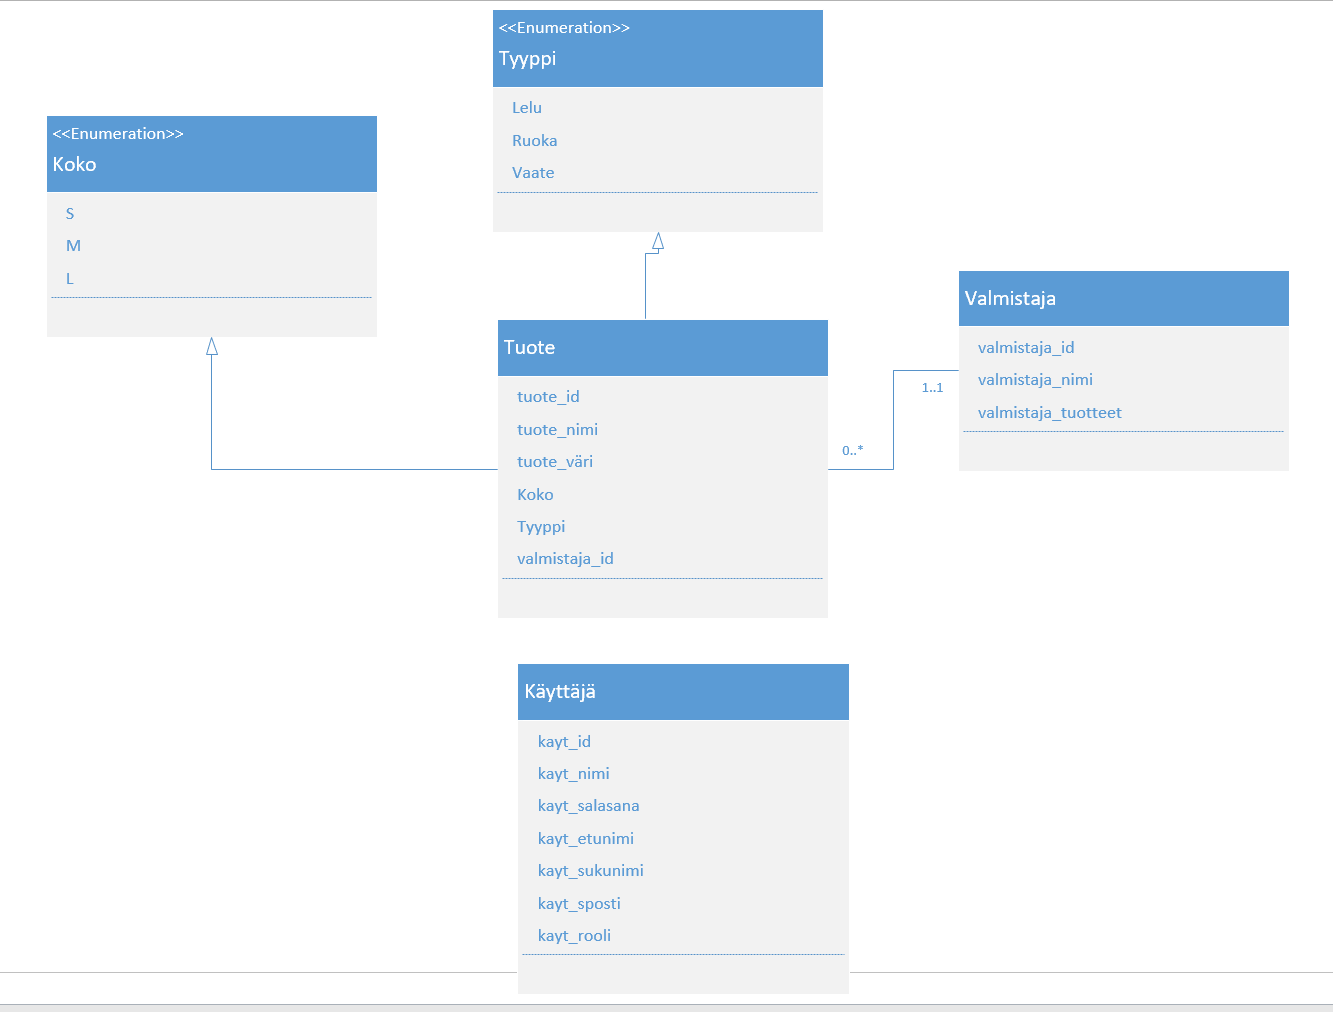 <<Enumeration>>
Tyyppi
Lelu
Ruoka
Vaate
<<Enumeration>>
Koko
S
M
L
Tuote
tuote_id
tuote_nimi
tuote_väri
Koko
Tyyppi
valmistaja_id
0..*
1..1
Valmistaja
valmistaja_id
valmistaja_nimi
valmistaja_tuotteet
Käyttäjä
kayt_id
kayt_nimi
kayt_salasana
kayt_etunimi
kayt_sukunimi
kayt_sposti
kayt_rooli